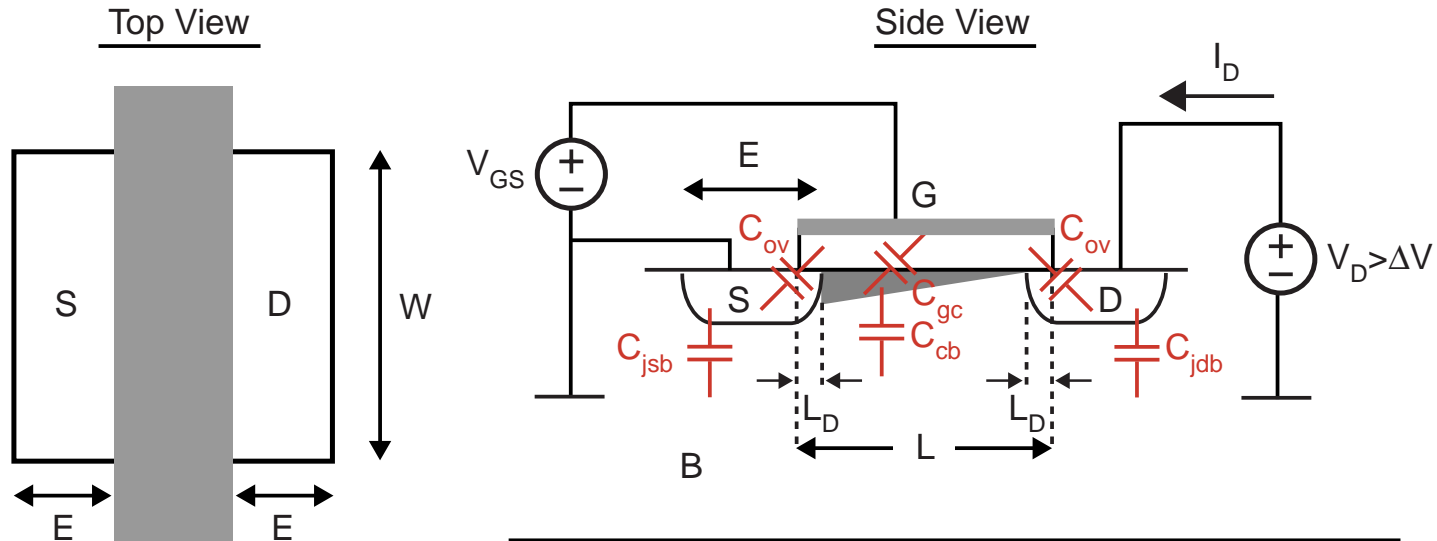 Top View
S
D
W
E
E
Side View
I_D
V_GS
E
G
C_ov
C_ov
V_D>ΔV
S
D
C_gc
C_cb
C_jsb
C_jdb
L_D
L_D
L
B